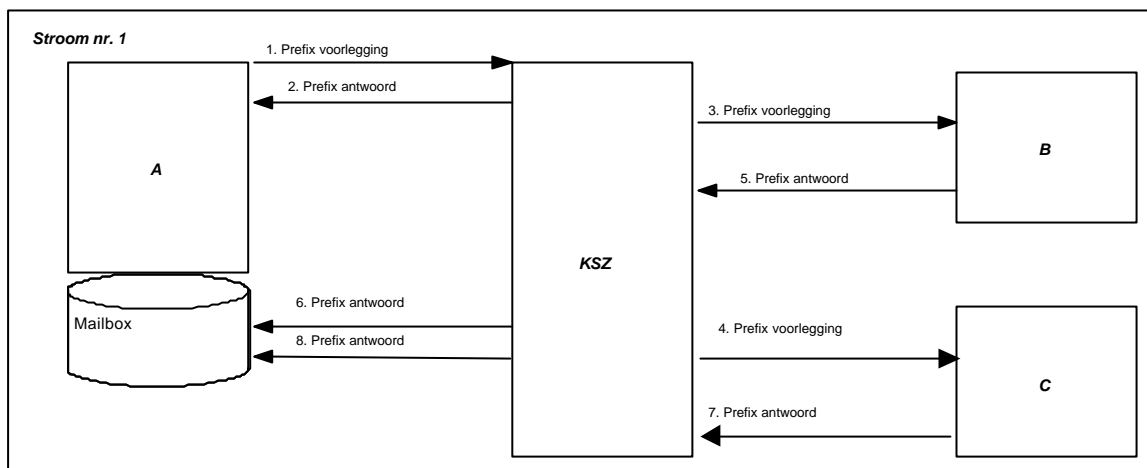 Stroom nr. 1
1. Prefix voorlegging
2. Prefix antwoord
3. Prefix voorlegging
A
B
5. Prefix antwoord
KSZ
6. Prefix antwoord
Mailbox
8. Prefix antwoord
4. Prefix voorlegging
C
7. Prefix antwoord